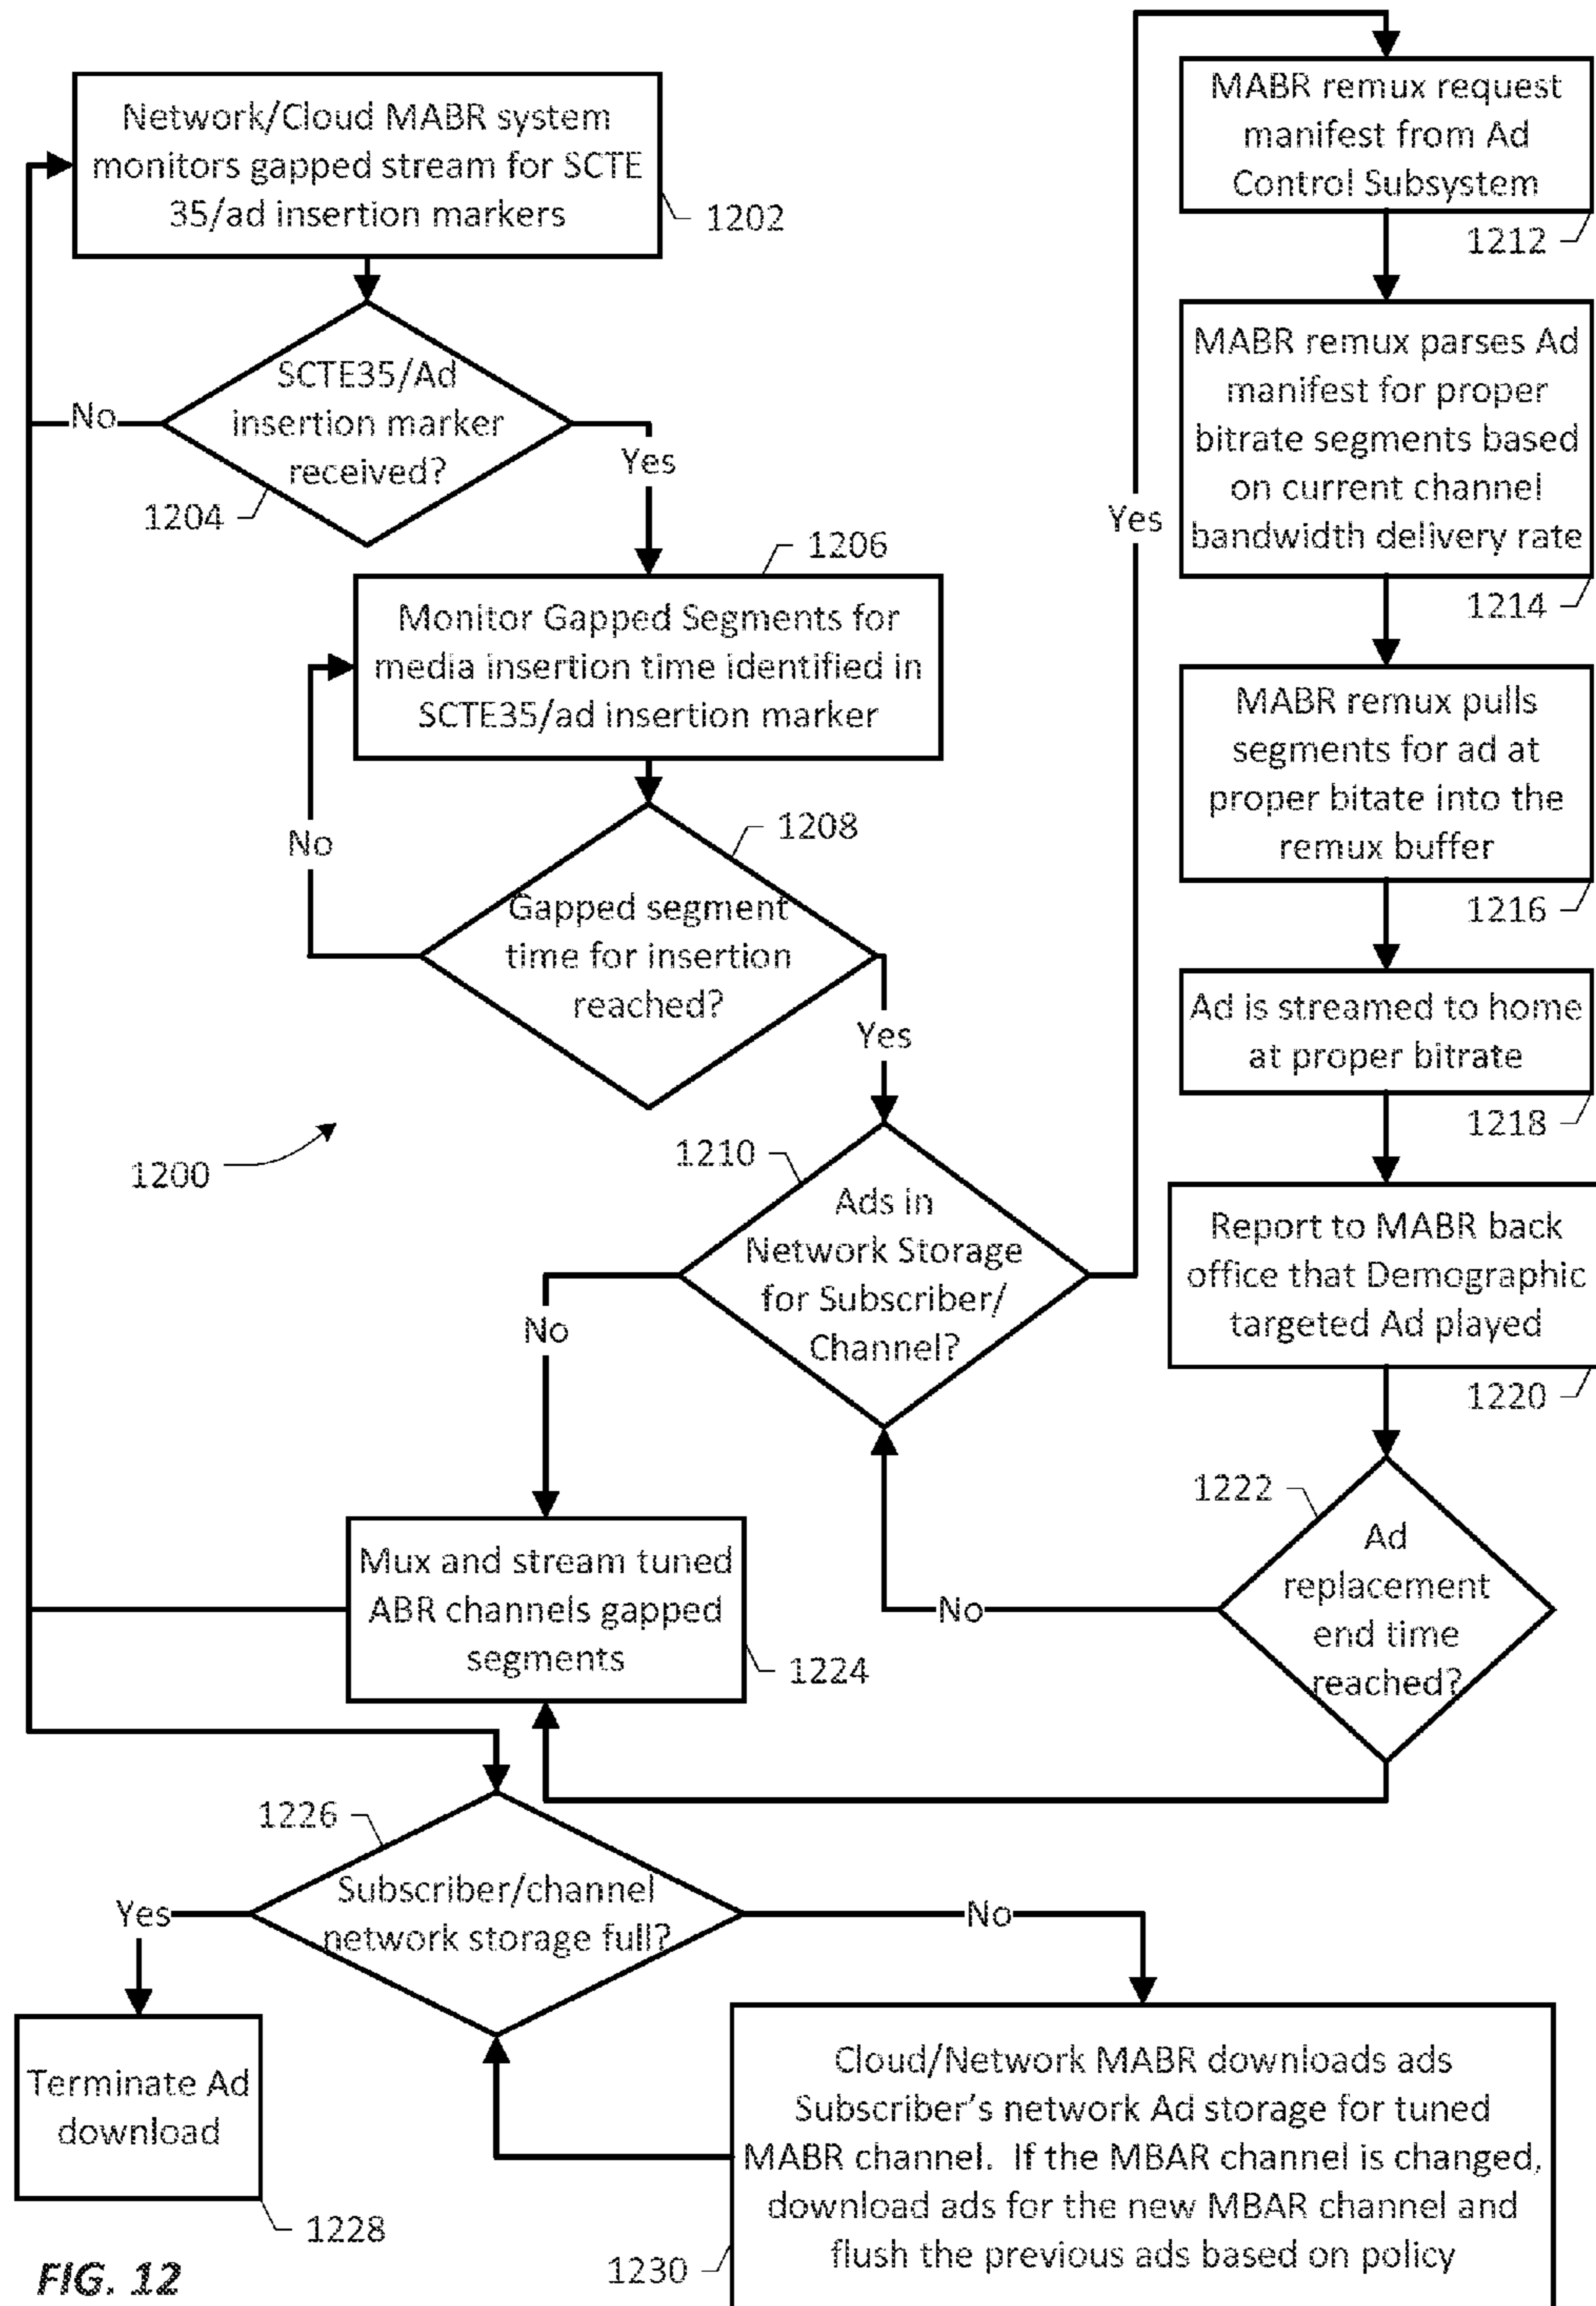 Network/Cloud MABR system
monitors gapped stream for SCTE
35/ad insertion markers
1202
SCTE35/Ad
insertion marker
received?
No
Yes
1204
1206
Monitor Gapped Segments for
media insertion time identified in
SCTE35/ad insertion marker
1208
No
Gapped segment
time for insertion
reached?
Yes
1200
1210
Ads in
Network Storage
for Subscriber/
Channel?
No
Yes
MABR remux request
manifest from Ad
Control Subsystem
1212
MABR remux parses Ad
manifest for proper
bitrate segments based
on current channel
bandwidth delivery rate
1214
MABR remux pulls
segments for ad at
proper bitate into the
remux buffer
1216
Ad is streamed to home
at proper bitrate
1218
Report to MABR back
office that Demographic
targeted Ad played
1220
1222
Ad
replacement
end time
reached?
No
Mux and stream tuned
ABR channels gapped
segments
1224
1226
Subscriber/channel
network storage full?
Yes
No
Terminate Ad
download
1228
Cloud/Network MABR downloads ads
Subscriber's network Ad storage for tuned
MABR channel. If the MBAR channel is changed,
download ads for the new MBAR channel and
flush the previous ads based on policy
1230
FIG. 12